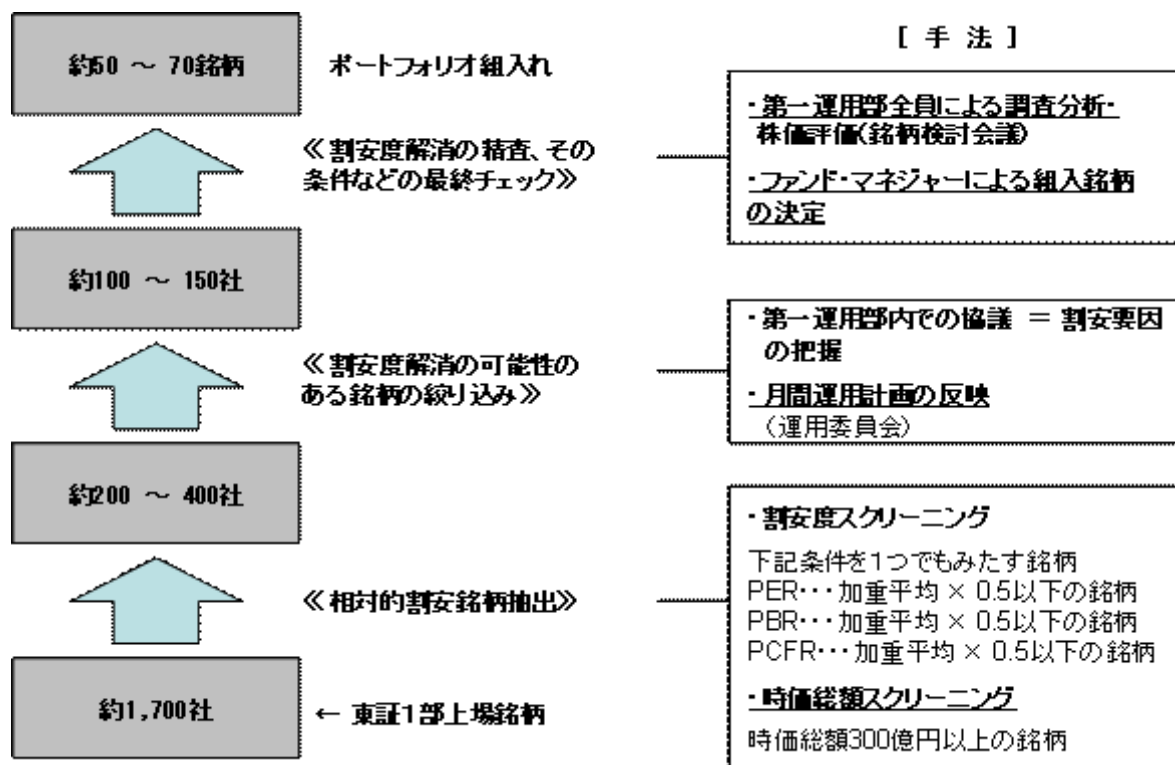 約50 ～ 70銘柄
ポートフォリオ組入れ
≪割安度解消の精査、その
条件などの最終チェック≫
約100 ～ 150社
≪割安度解消の可能性の
ある銘柄の絞り込み≫
約200 ～ 400社
≪相対的割安銘柄抽出≫
約1,700社
← 東証1部上場銘柄
[ 手 法 ]
・第一運用部全員による調査分析・
株価評価(銘柄検討会議)
・ファンド・マネジャーによる組入銘柄
の決定
・第一運用部内での協議 ＝ 割安要因
の把握
・月間運用計画の反映
（運用委員会）
・割安度スクリーニング
下記条件を1つでもみたす銘柄
PER･･･加重平均 × 0.5以下の銘柄
PBR･･･加重平均 × 0.5以下の銘柄
PCFR･･･加重平均 × 0.5以下の銘柄
・時価総額スクリーニング
時価総額300億円以上の銘柄